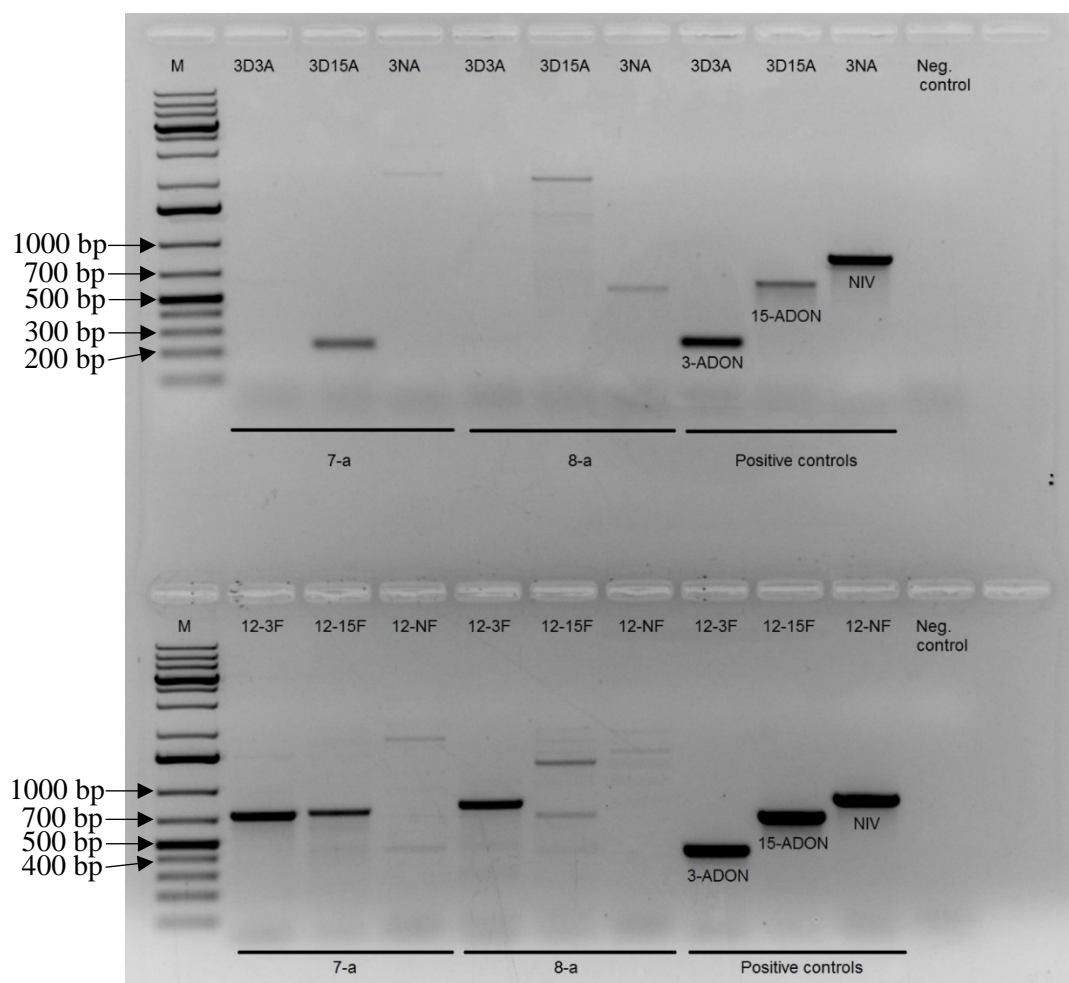 M 3D3A 3D15A 3NA 3D3A 3D15A 3NA 3D3A 3D15A 3NA Neg.
control
1000 bp
700 bp
500 bp
300 bp
200 bp
NIV
15-ADON
3-ADON
7-a 8-a Positive controls
M 12-3F 12-15F 12-NF 12-3F 12-15F 12-NF 12-3F 12-15F 12-NF Neg.
control
1000 bp
700 bp
500 bp
400 bp
NIV
15-ADON
3-ADON
7-a 8-a Positive controls